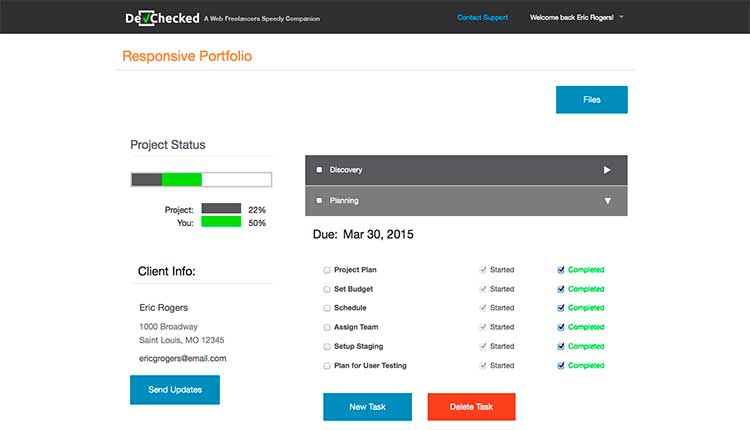 DevChecked A Web Freelancers Speedy Companion
Contact Support
Welcome back Eric Rogers!
Responsive Portfolio
Files
Project Status
Project: 22%
You: 50%
Client Info:
Eric Rogers
1000 Broadway
Saint Louis, MO 12345
ericgrogers@email.com
Send Updates
Discovery
Planning
Due: Mar 30, 2015
Project Plan Started Completed
Set Budget Started Completed
Schedule Started Completed
Assign Team Started Completed
Setup Staging Started Completed
Plan for User Testing Started Completed
New Task
Delete Task